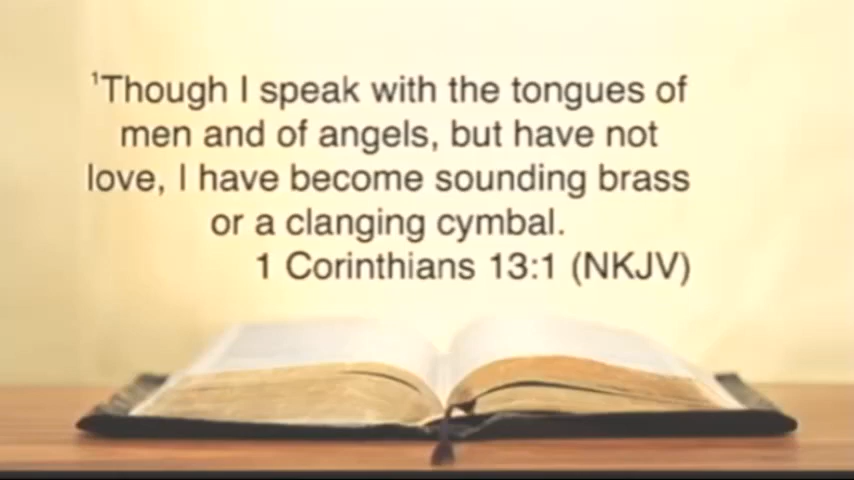 ¹Though I speak with the tongues of
men and of angels, but have not
love, I have become sounding brass
or a clanging cymbal.
1 Corinthians 13:1 (NKJV)